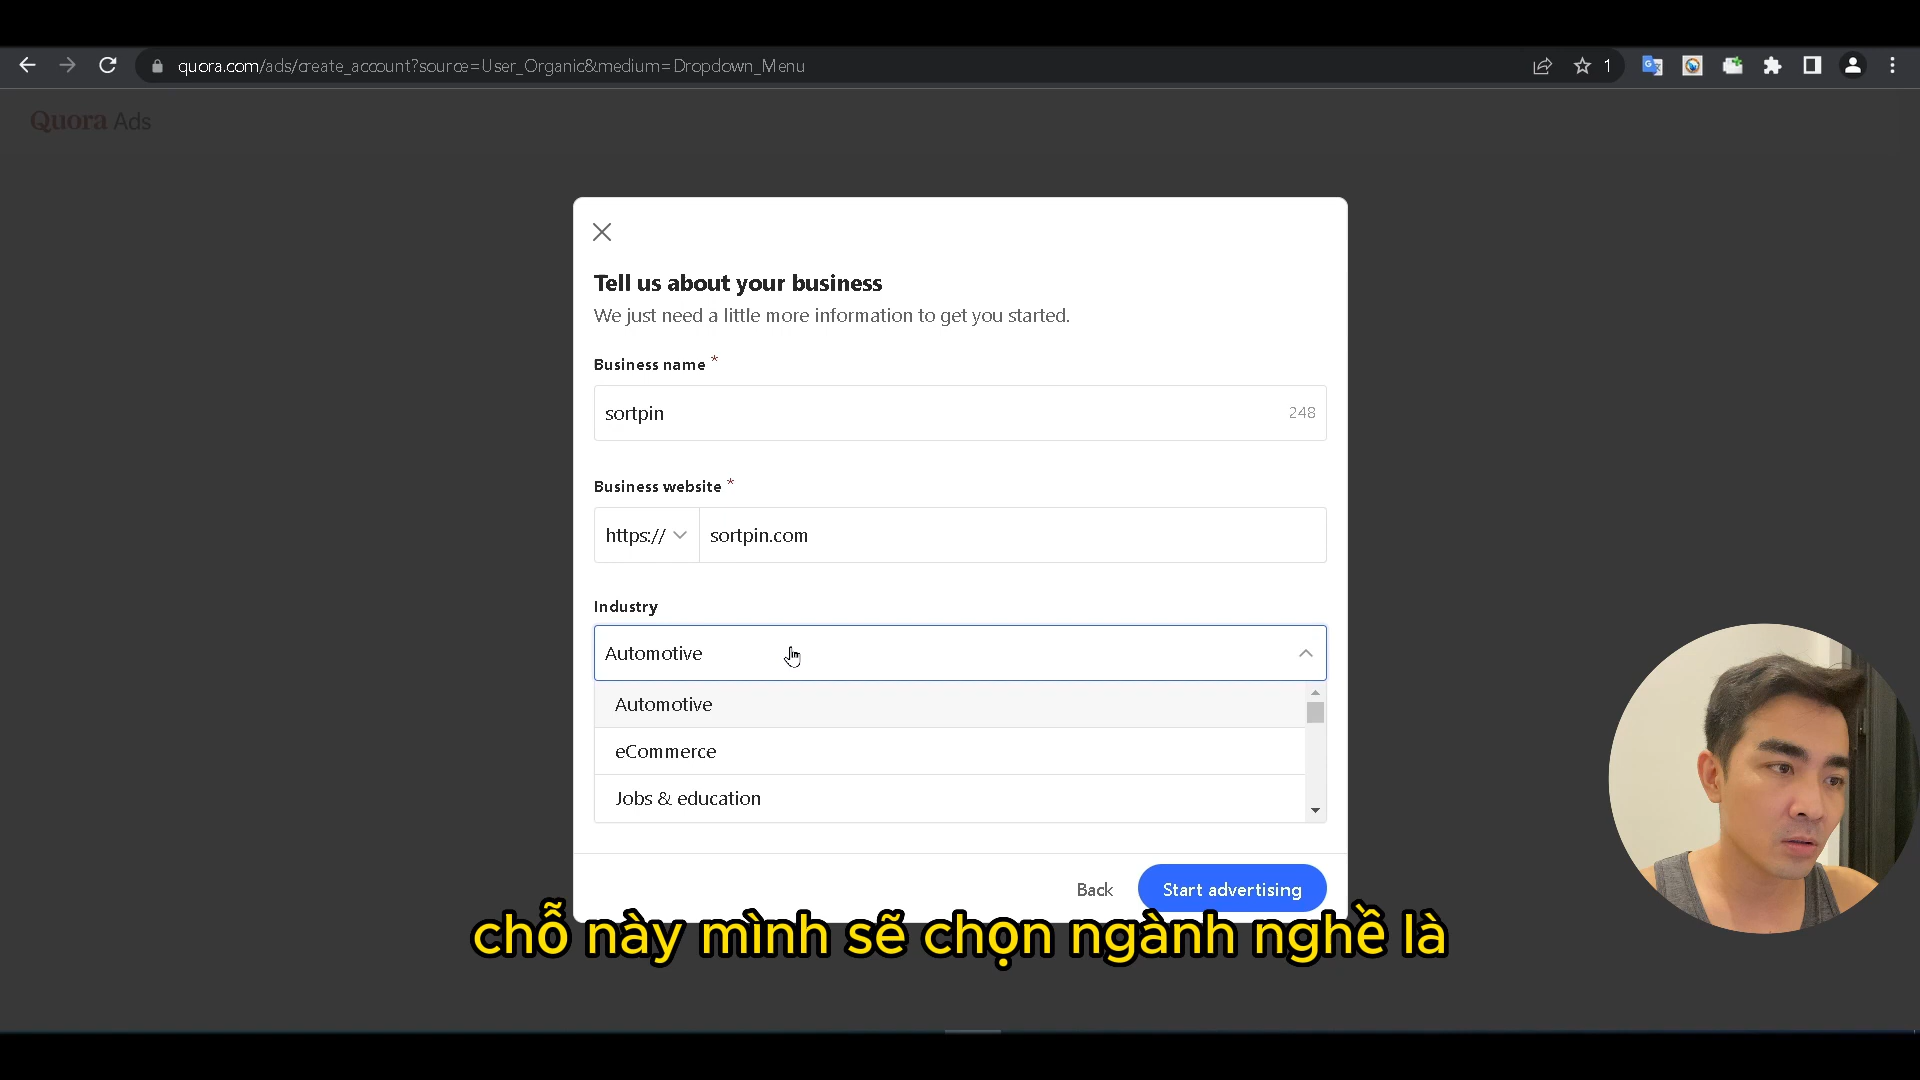 quora.com/ads/create_account?source=User_Organic&medium=Dropdown_Menu
1
Quora Ads
Tell us about your business
We just need a little more information to get you started.
Business name *
sortpin
248
Business website *
https://
sortpin.com
Industry
Automotive
Automotive
eCommerce
Jobs & education
Back
Start advertising
chỗ này mình sẽ chọn ngành nghề là